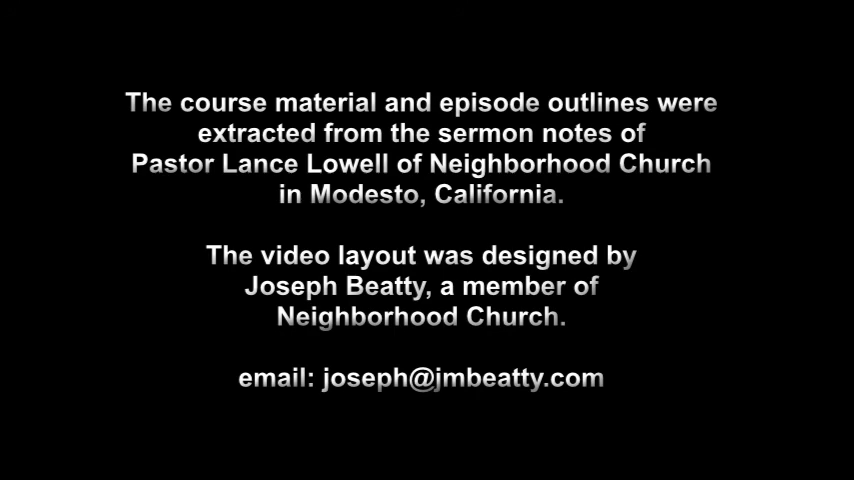 The course material and episode outlines were
extracted from the sermon notes of
Pastor Lance Lowell of Neighborhood Church
in Modesto, California.
The video layout was designed by
Joseph Beatty, a member of
Neighborhood Church.
email: joseph@jmbeatty.com